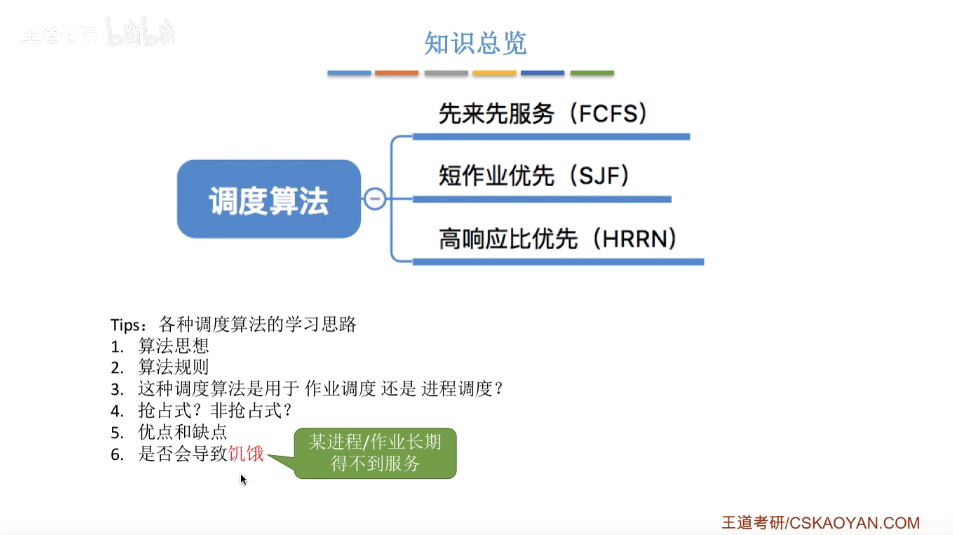 王道考研 bilibili
知识总览
先来先服务（FCFS）
调度算法
短作业优先（SJF）
高响应比优先（HRRN）
Tips：各种调度算法的学习思路
1. 算法思想
2. 算法规则
3. 这种调度算法是用于 作业调度 还是 进程调度？
4. 抢占式？非抢占式？
5. 优点和缺点
6. 是否会导致饥饿
某进程/作业长期
得不到服务
王道考研/CSKAOYAN.COM